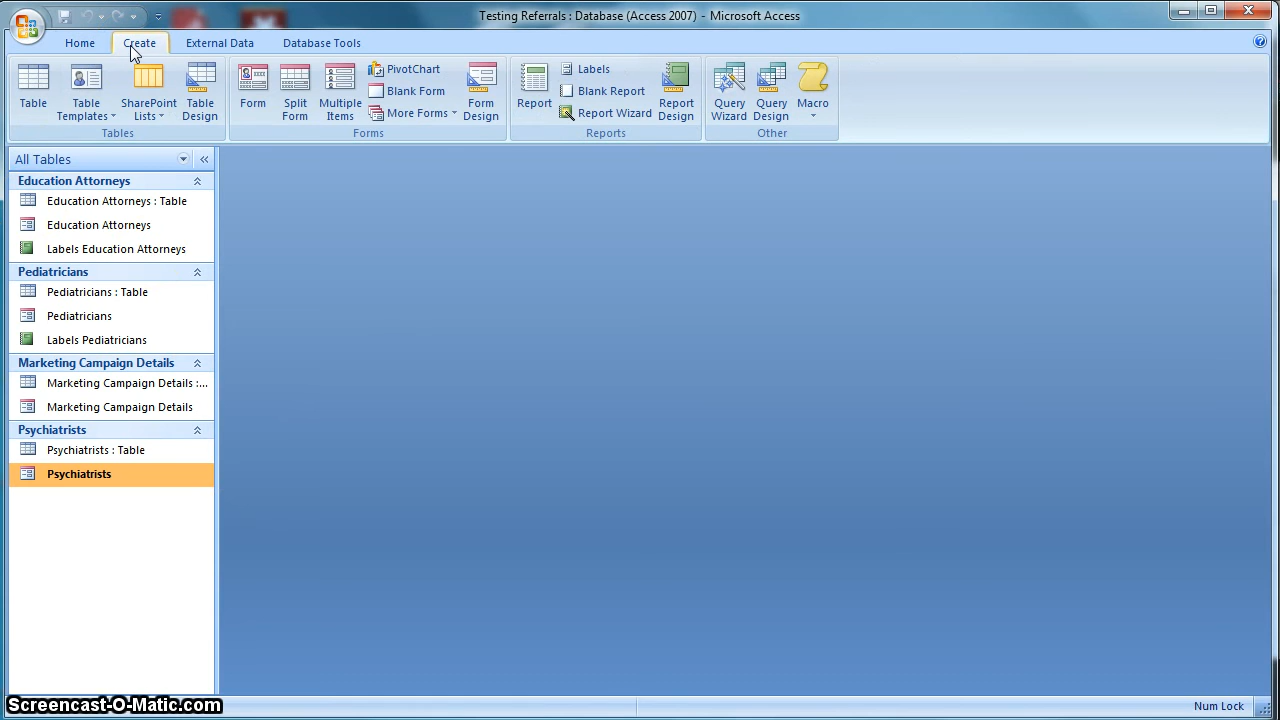 Testing Referrals : Database (Access 2007) - Microsoft Access
Home Create External Data Database Tools
Table
Table Templates
SharePoint Lists
Table Design
Tables
Form
Split Form
Multiple Items
PivotChart
Blank Form
More Forms
Form Design
Forms
Report
Labels
Blank Report
Report Wizard
Report Design
Reports
Query Wizard
Query Design
Macro
Other
All Tables
Education Attorneys
Education Attorneys : Table
Education Attorneys
Labels Education Attorneys
Pediatricians
Pediatricians : Table
Pediatricians
Labels Pediatricians
Marketing Campaign Details
Marketing Campaign Details :...
Marketing Campaign Details
Psychiatrists
Psychiatrists : Table
Psychiatrists
Screencast-O-Matic.com
Num Lock